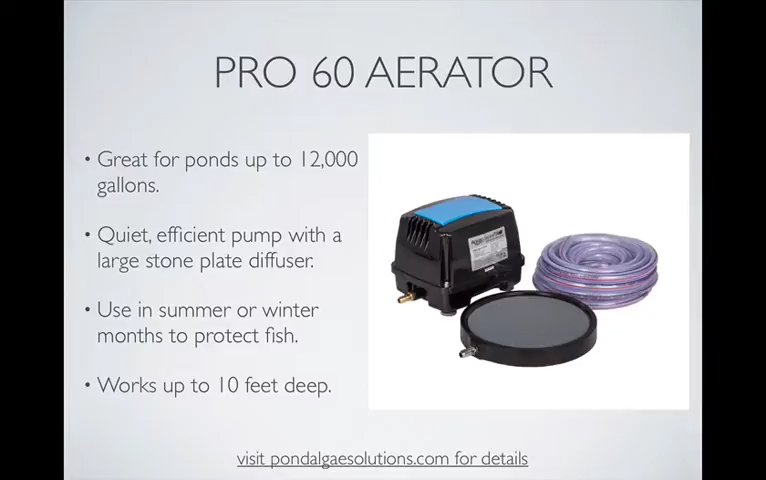 PRO 60 AERATOR
• Great for ponds up to 12,000
gallons.
• Quiet, efficient pump with a
large stone plate diffuser.
• Use in summer or winter
months to protect fish.
• Works up to 10 feet deep.
visit pondalgaesolutions.com for details